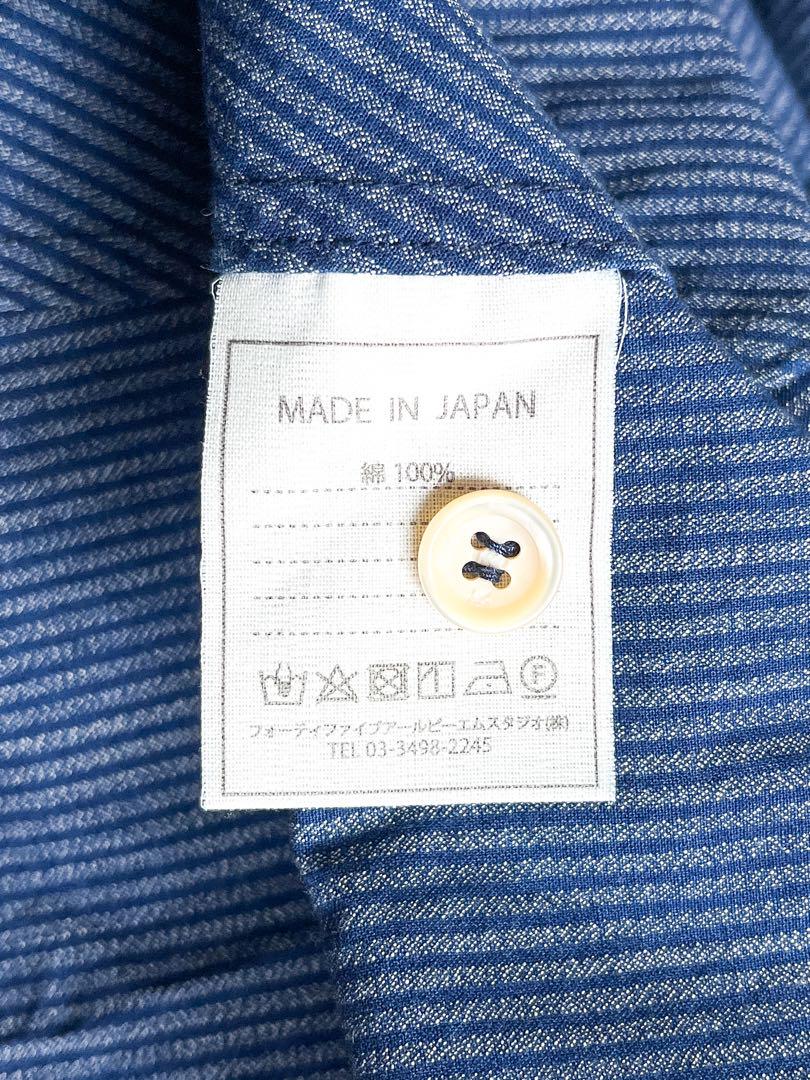 MADE IN JAPAN
綿 100%
F
フォーティファイブアールピーエムスタジオ(株)
TEL 03-3498-2245